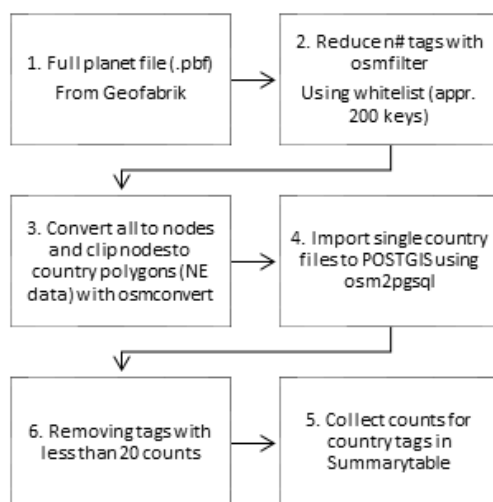 1. Full planet file (.pbf)
From Geofabrik
2. Reduce n# tags with
osmfilter
Using whitelist (appr.
200 keys)
3. Convert all to nodes
and clip nodesto
country polygons (NE
data) with osmconvert
4. Import single country
files to POSTGIS using
osm2pgsql
6. Removing tags with
less than 20 counts
5. Collect counts for
country tags in
Summarytable